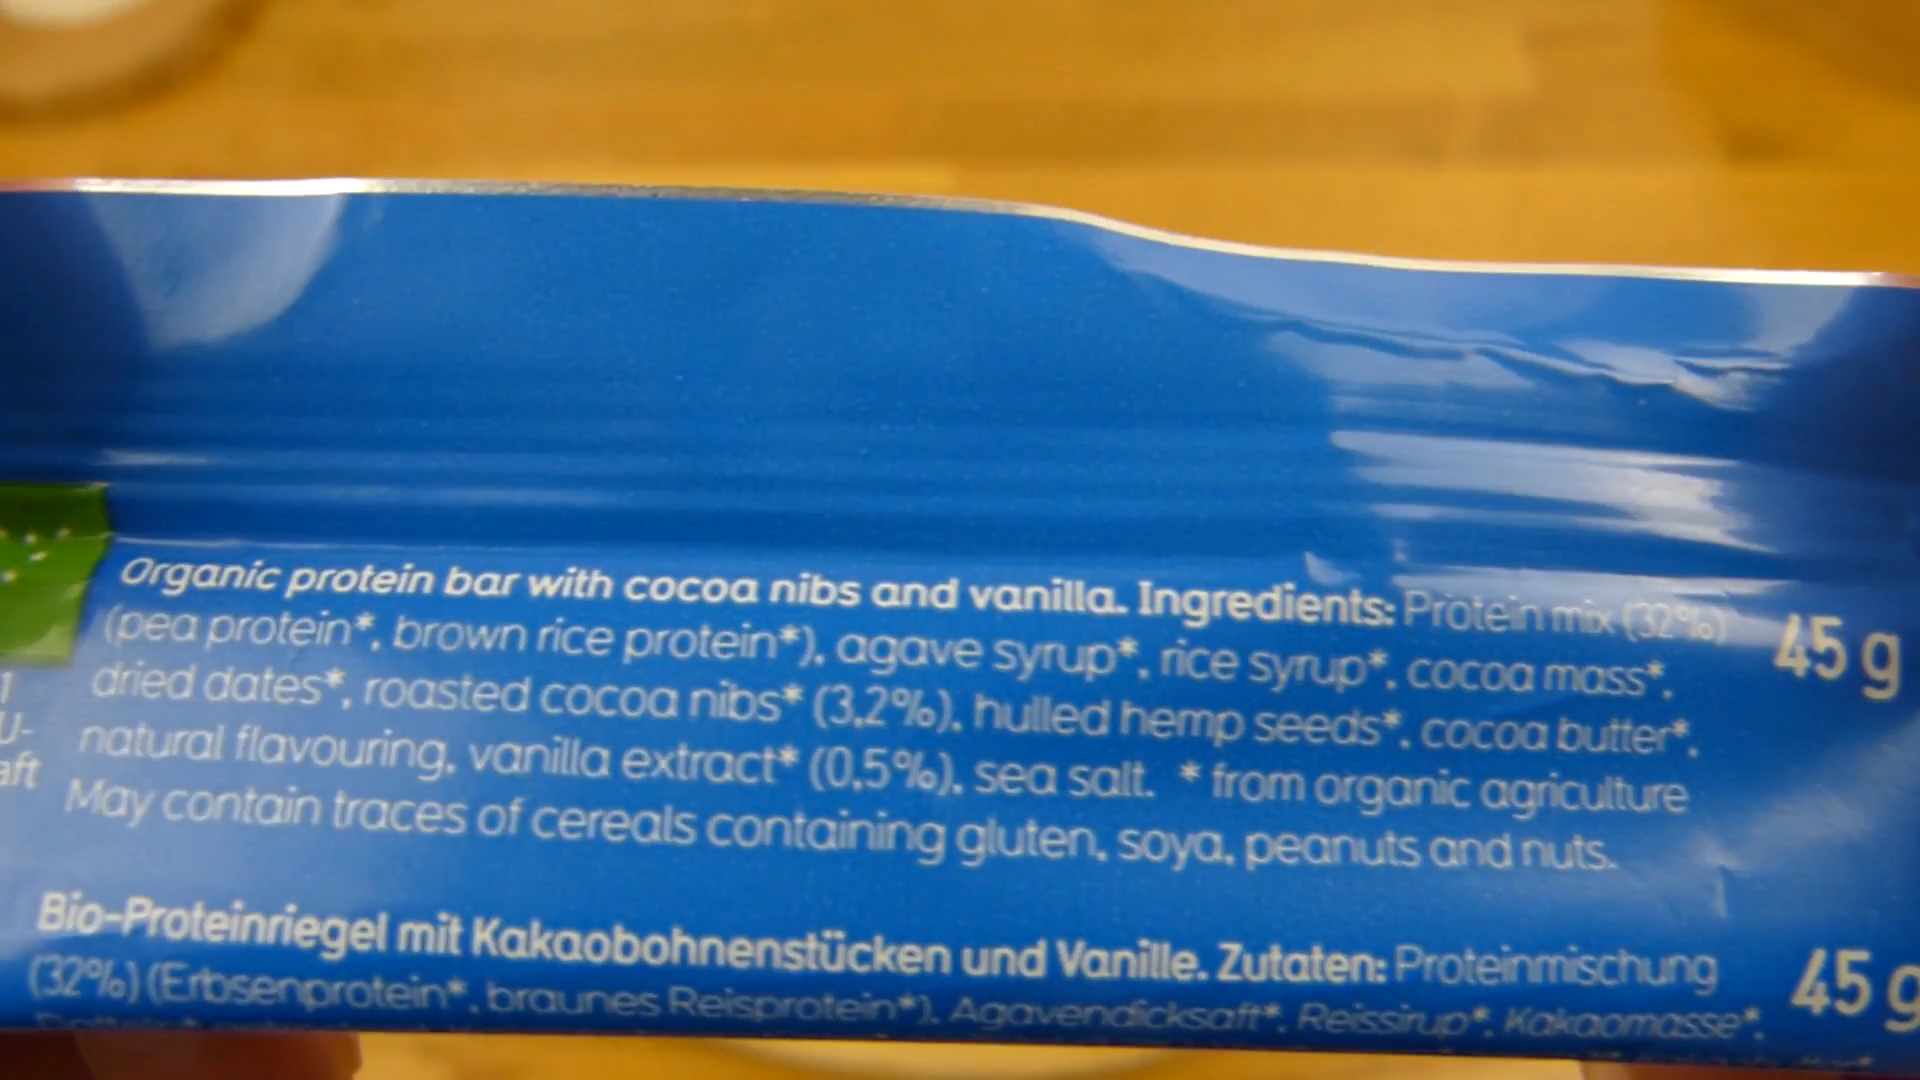 Organic protein bar with cocoa nibs and vanilla. Ingredients: Protein mix (32%)
45 g
(pea protein*, brown rice protein*), agave syrup*, rice syrup*, cocoa mass*,
dried dates*, roasted cocoa nibs* (3,2%), hulled hemp seeds*, cocoa butter*,
natural flavouring, vanilla extract* (0,5%), sea salt. * from organic agriculture
May contain traces of cereals containing gluten, soya, peanuts and nuts.
U-
aft
Bio-Proteinriegel mit Kakaobohnenstücken und Vanille. Zutaten: Proteinmischung
45 g
(32%) (Erbsenprotein*, braunes Reisprotein*), Agavendicksaft*, Reissirup*, Kakaomasse*,